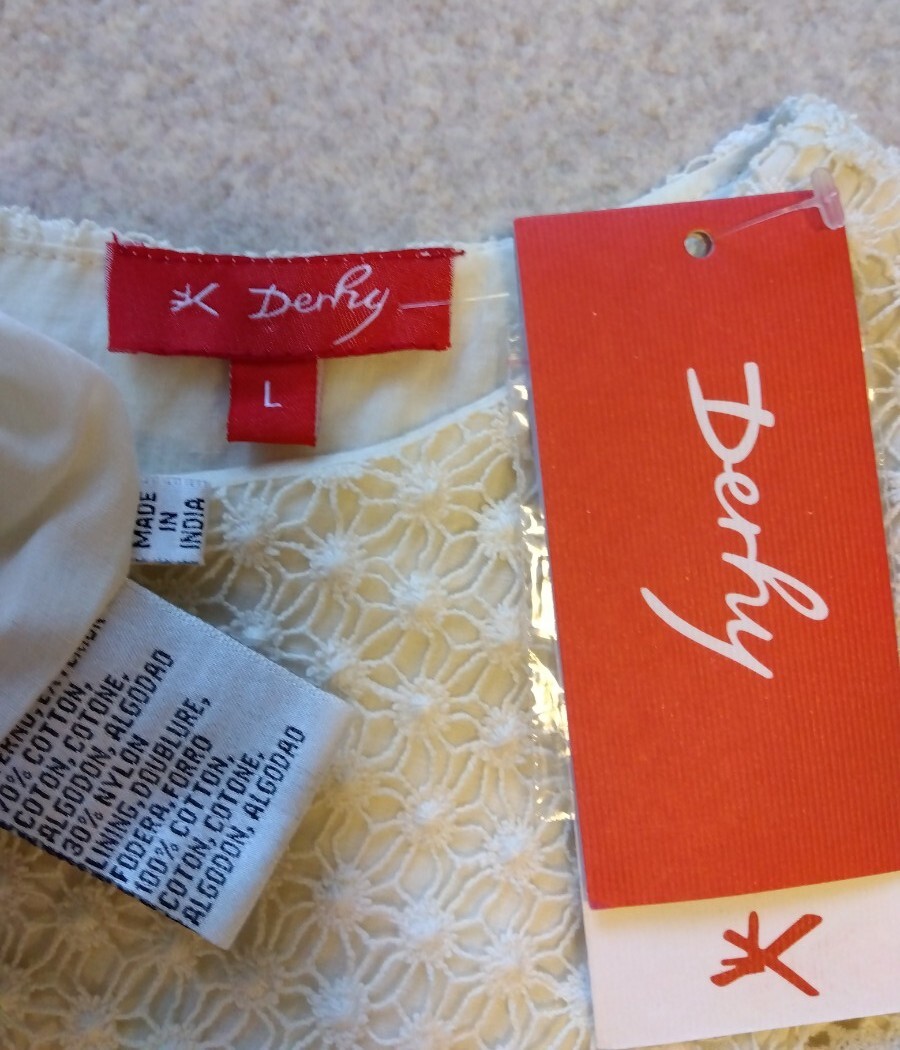 Derhy
L
MADE
IN
INDIA
% COTTON,
COTON, COTONE,
ALGODON, ALGODAO
30% NYLON
LINING, DOUBLURE,
FODERA, FORRO
100% COTTON,
COTON, COTONE,
ALGODON, ALGODAO
Derhy